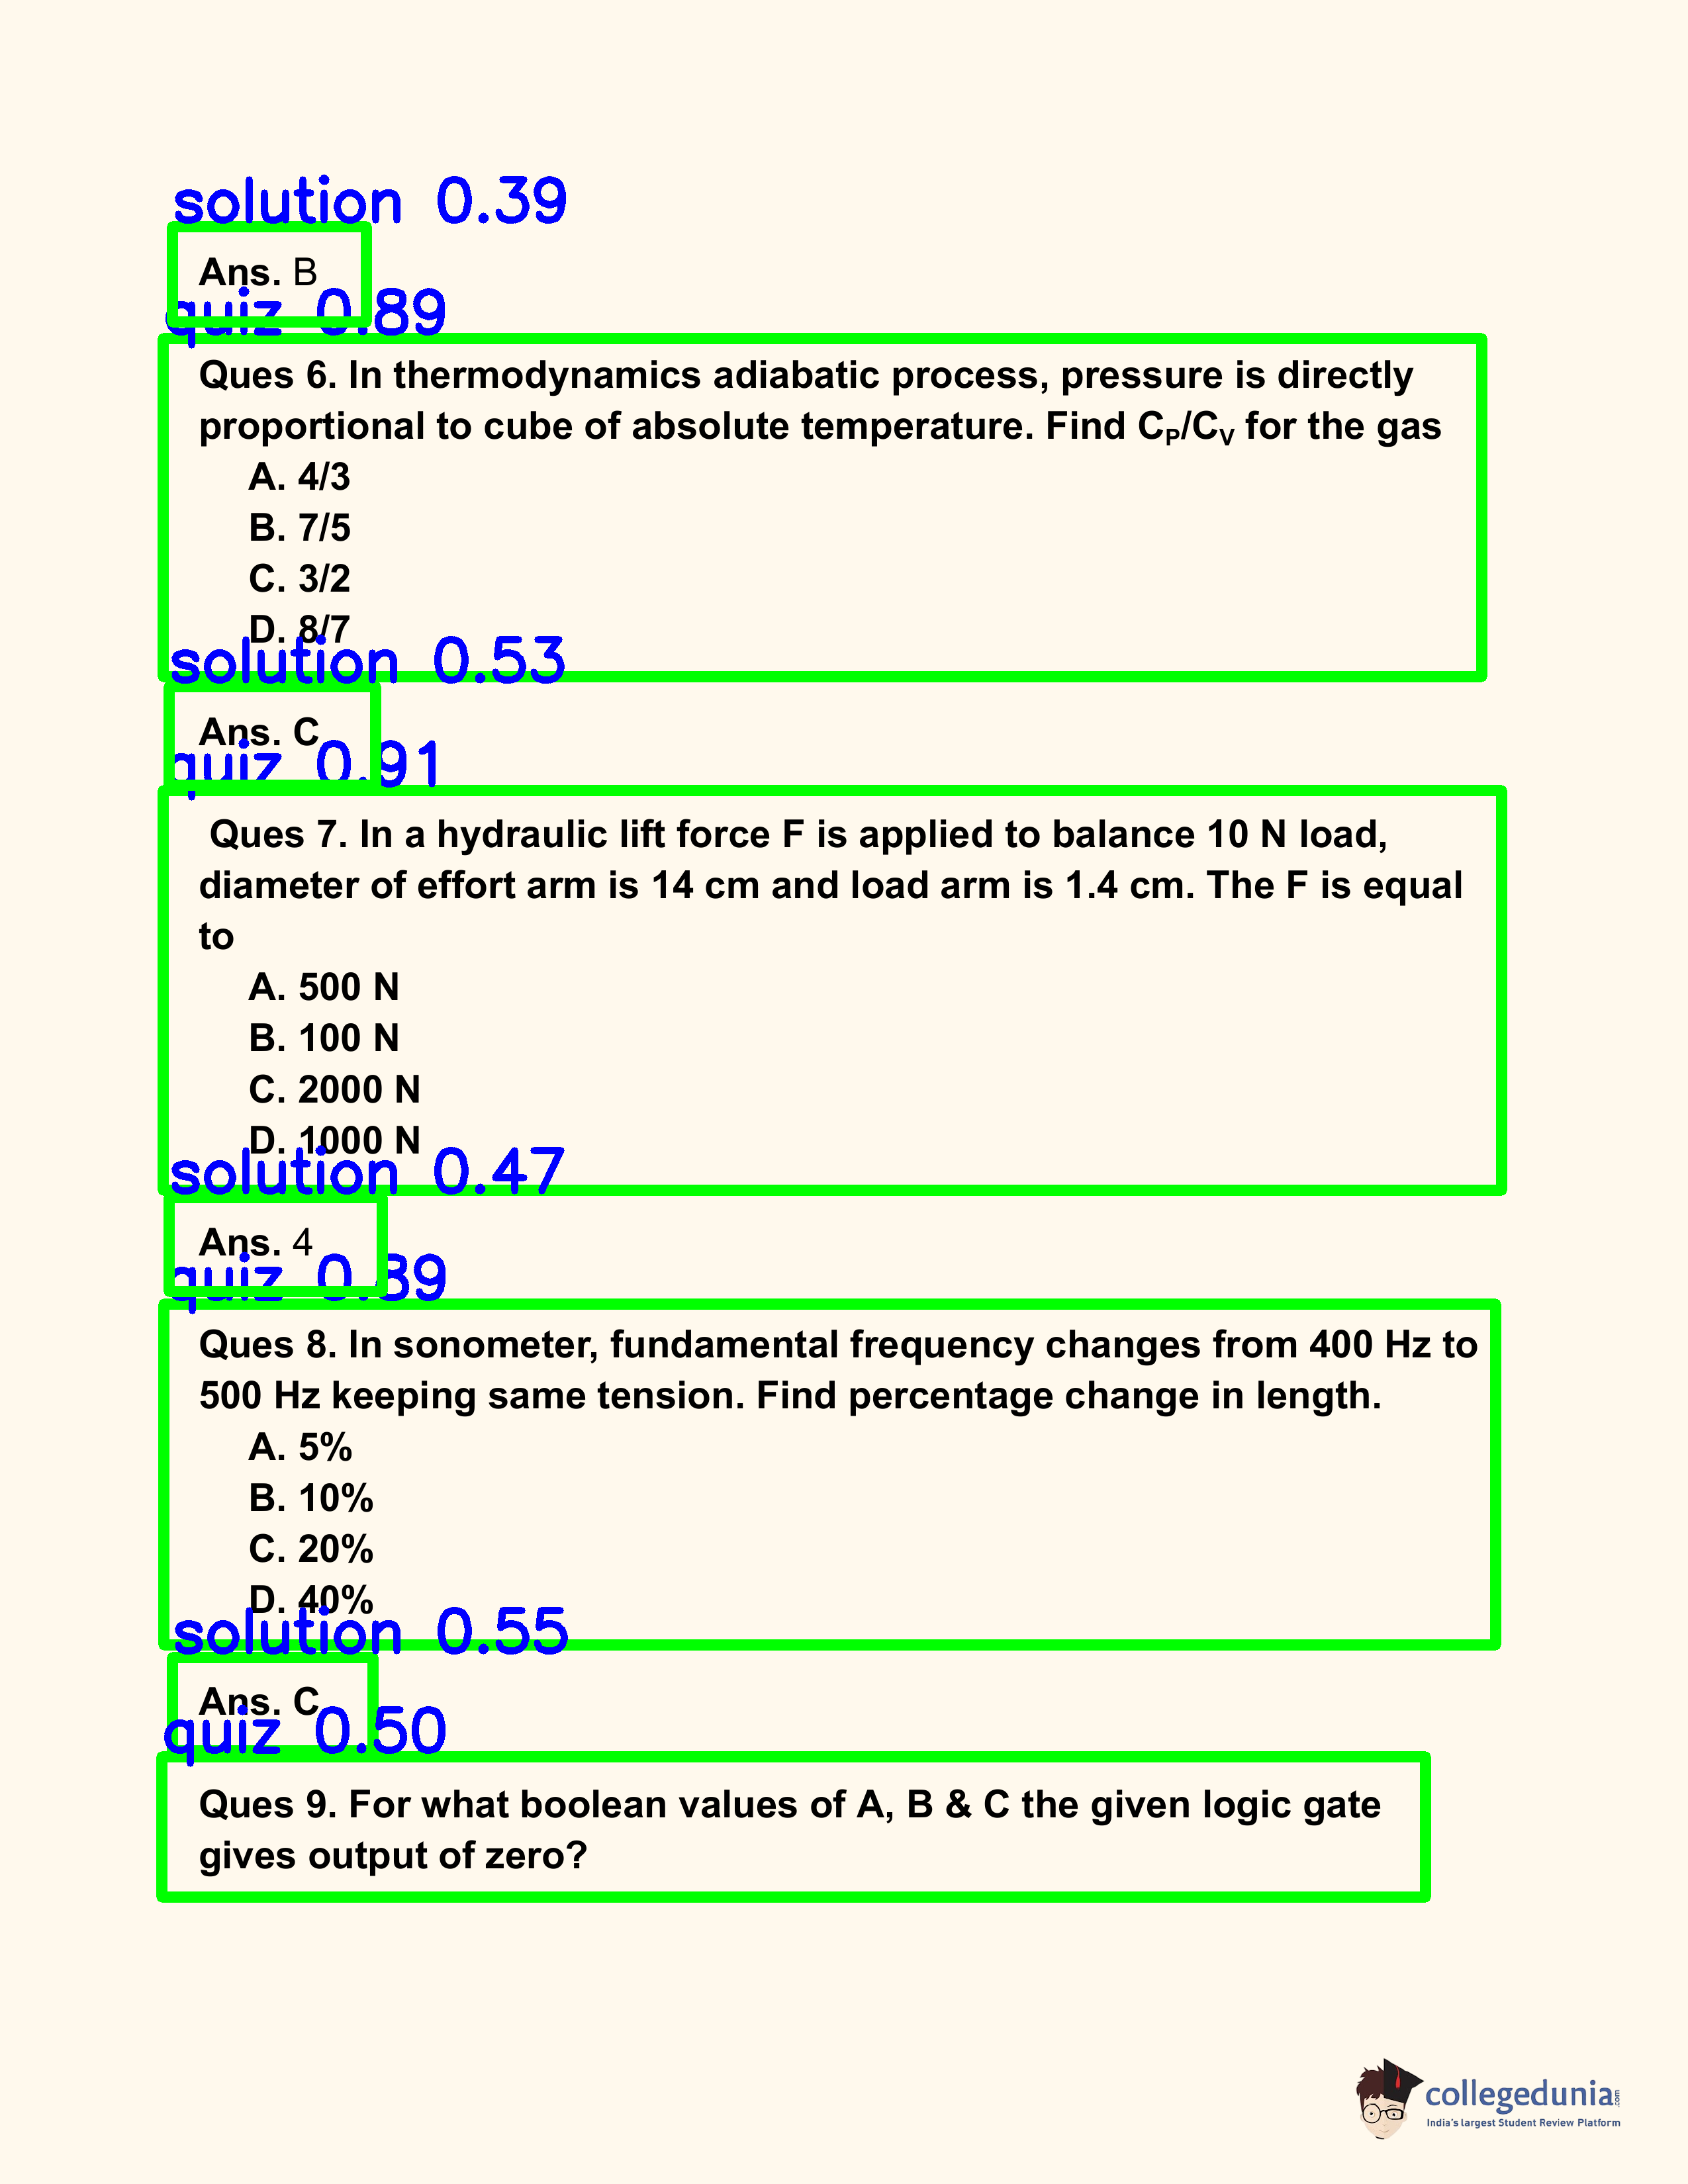 solution 0.39
Ans. B
quiz 0.89
Ques 6. In thermodynamics adiabatic process, pressure is directly
proportional to cube of absolute temperature. Find CP/CV for the gas
A. 4/3
B. 7/5
C. 3/2
D. 8/7
solution 0.53
Ans. C
quiz 0.91
Ques 7. In a hydraulic lift force F is applied to balance 10 N load,
diameter of effort arm is 14 cm and load arm is 1.4 cm. The F is equal
to
A. 500 N
B. 100 N
C. 2000 N
D. 1000 N
solution 0.47
Ans. 4
quiz 0.89
Ques 8. In sonometer, fundamental frequency changes from 400 Hz to
500 Hz keeping same tension. Find percentage change in length.
A. 5%
B. 10%
C. 20%
D. 40%
solution 0.55
Ans. C
quiz 0.50
Ques 9. For what boolean values of A, B & C the given logic gate
gives output of zero?
collegedunia.com
India's largest Student Review Platform